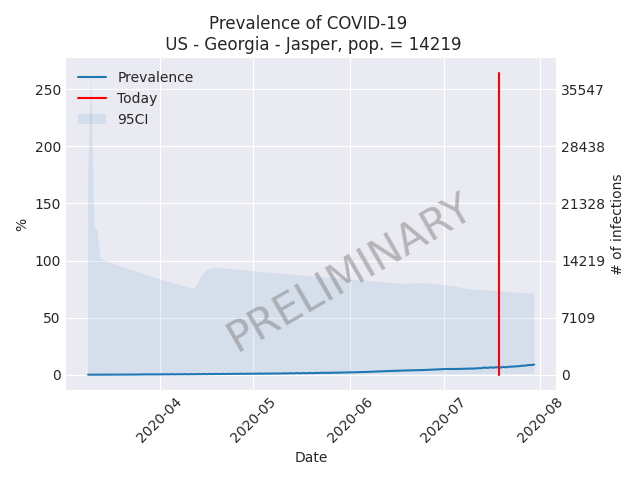 Prevalence of COVID-19
US - Georgia - Jasper, pop. = 14219
Prevalence
Today
95CI
250
200
150
100
50
0
%
35547
28438
21328
14219
7109
0
# of infections
PRELIMINARY
2020-04
2020-05
2020-06
2020-07
2020-08
Date